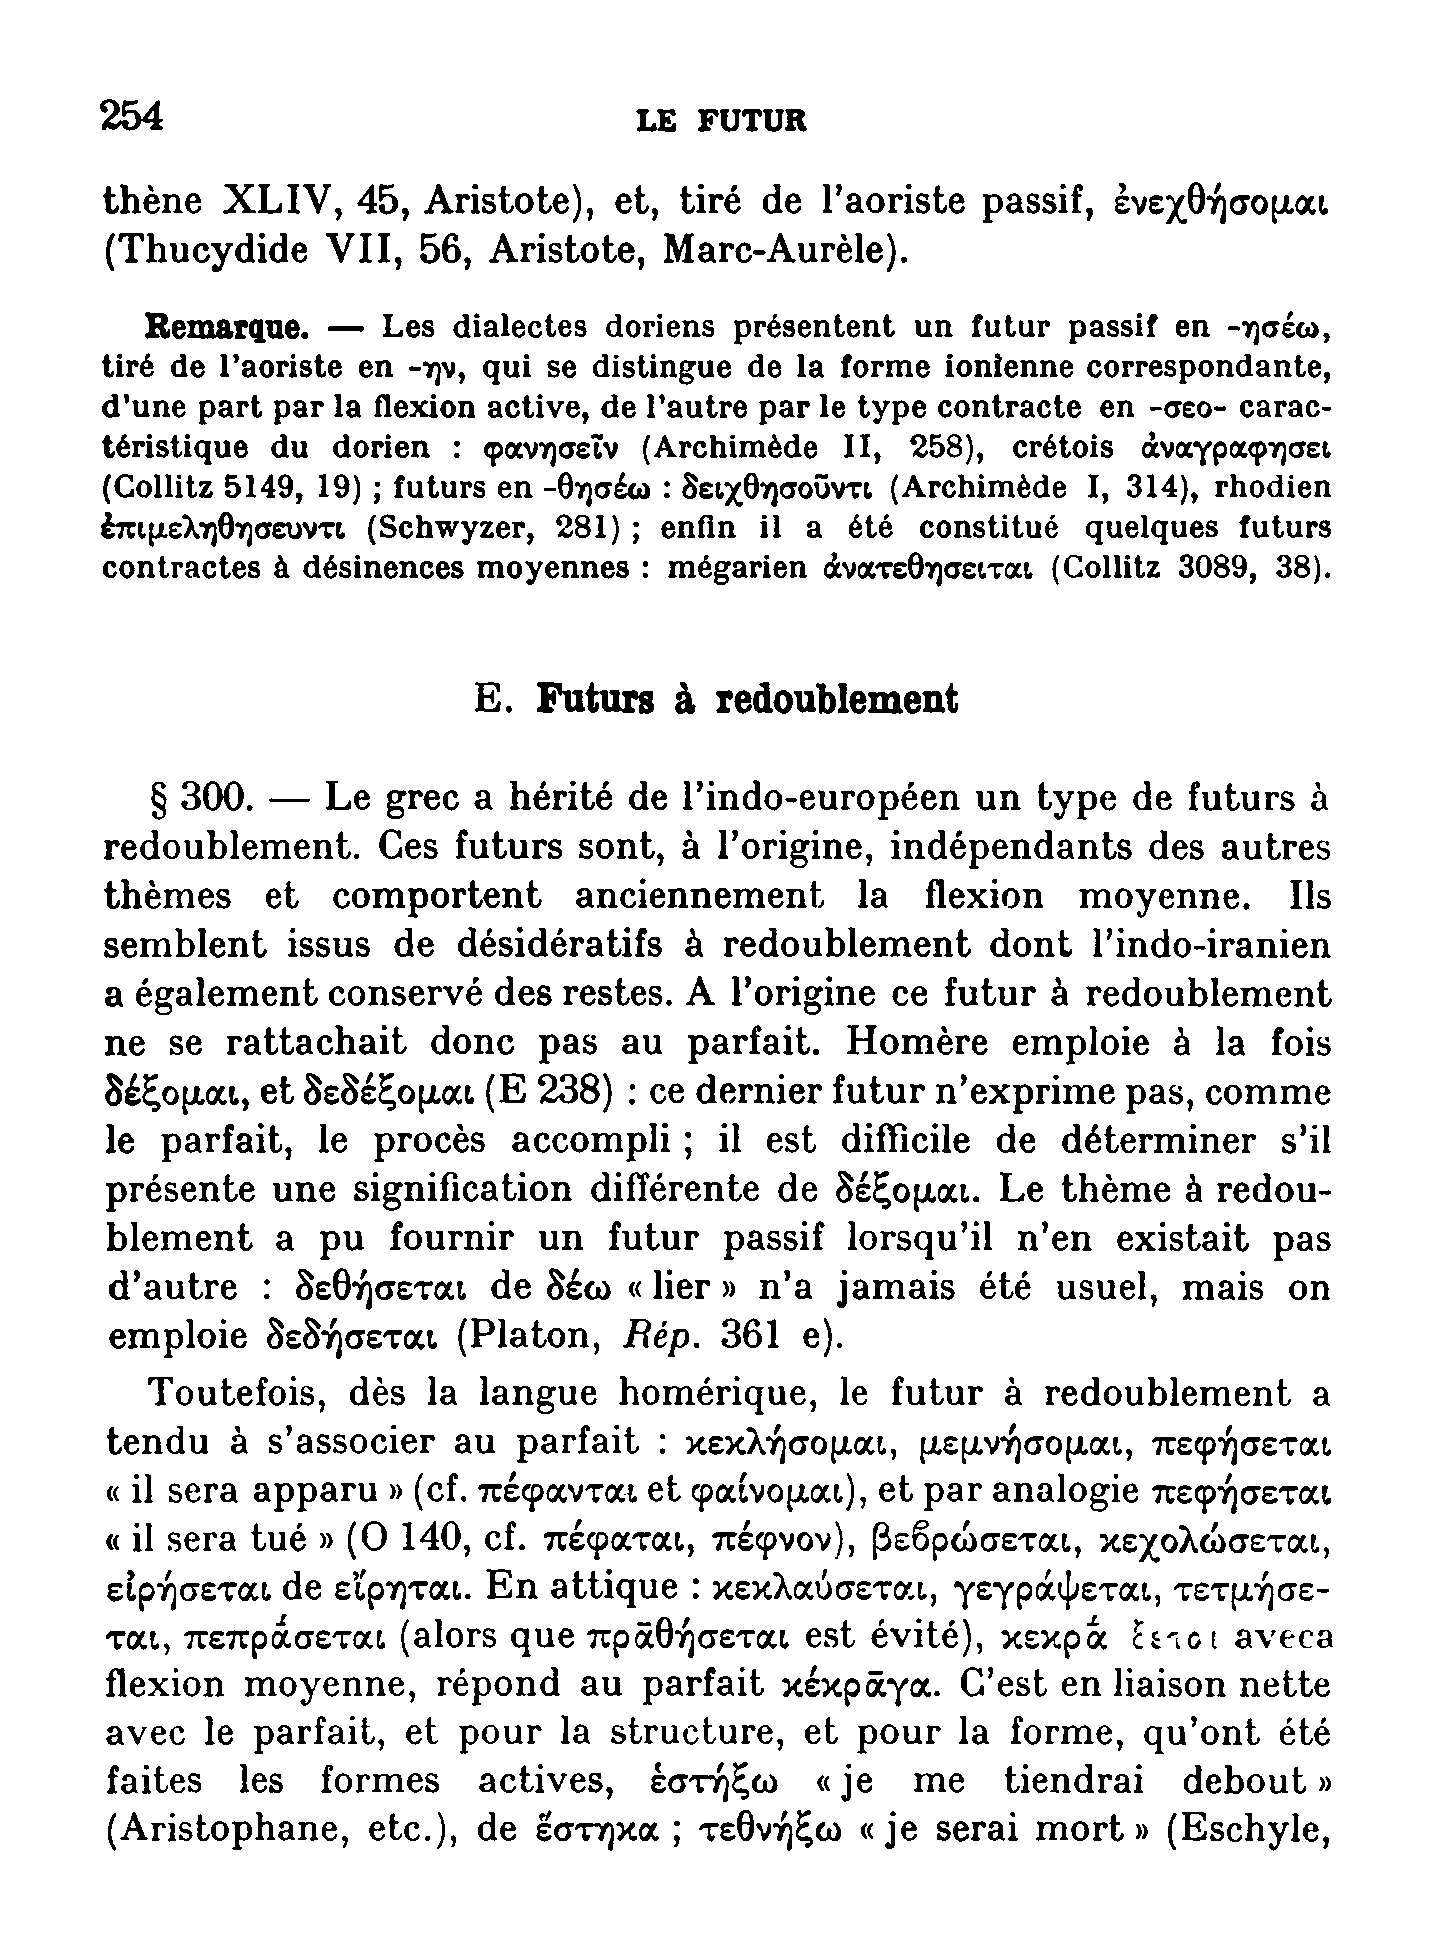 254 LE FUTUR
thène XLIV, 45, Aristote), et, tiré de l'aoriste passif, ἐνεχθήσομαι
(Thucydide VII, 56, Aristote, Marc-Aurèle).
Remarque. — Les dialectes doriens présentent un futur passif en -ησέω,
tiré de l'aoriste en -ην, qui se distingue de la forme ionienne correspondante,
d'une part par la flexion active, de l'autre par le type contracte en -σεο- carac-
téristique du dorien : φανησεῖν (Archimède II, 258), crétois ἀναγραφησει
(Collitz 5149, 19) ; futurs en -θησέω : δειχθησοῦντι (Archimède I, 314), rhodien
ἐπιμεληθησευντι (Schwyzer, 281) ; enfin il a été constitué quelques futurs
contractes à désinences moyennes : mégarien ἀνατεθησειται (Collitz 3089, 38).
E. Futurs à redoublement
§ 300. — Le grec a hérité de l'indo-européen un type de futurs à
redoublement. Ces futurs sont, à l'origine, indépendants des autres
thèmes et comportent anciennement la flexion moyenne. Ils
semblent issus de désidératifs à redoublement dont l'indo-iranien
a également conservé des restes. A l'origine ce futur à redoublement
ne se rattachait donc pas au parfait. Homère emploie à la fois
δέξομαι, et δεδέξομαι (E 238) : ce dernier futur n'exprime pas, comme
le parfait, le procès accompli ; il est difficile de déterminer s'il
présente une signification différente de δέξομαι. Le thème à redou-
blement a pu fournir un futur passif lorsqu'il n'en existait pas
d'autre : δεθήσεται de δέω « lier » n'a jamais été usuel, mais on
emploie δεδήσεται (Platon, Rép. 361 e).
Toutefois, dès la langue homérique, le futur à redoublement a
tendu à s'associer au parfait : κεκλήσομαι, μεμνήσομαι, πεφήσεται
« il sera apparu » (cf. πέφανται et φαίνομαι), et par analogie πεφήσεται
« il sera tué » (O 140, cf. πέφαται, πέφνον), βεϐρώσεται, κεχολώσεται,
εἰρήσεται de εἴρηται. En attique : κεκλαύσεται, γεγράψεται, τετμήσε-
ται, πεπρᾱ́σεται (alors que πρᾱθήσεται est évité), κεκρᾱ́ aveca
flexion moyenne, répond au parfait κέκρᾱγα. C'est en liaison nette
avec le parfait, et pour la structure, et pour la forme, qu'ont été
faites les formes actives, ἑστήξω « je me tiendrai debout »
(Aristophane, etc.), de ἕστηκα ; τεθνήξω « je serai mort » (Eschyle,